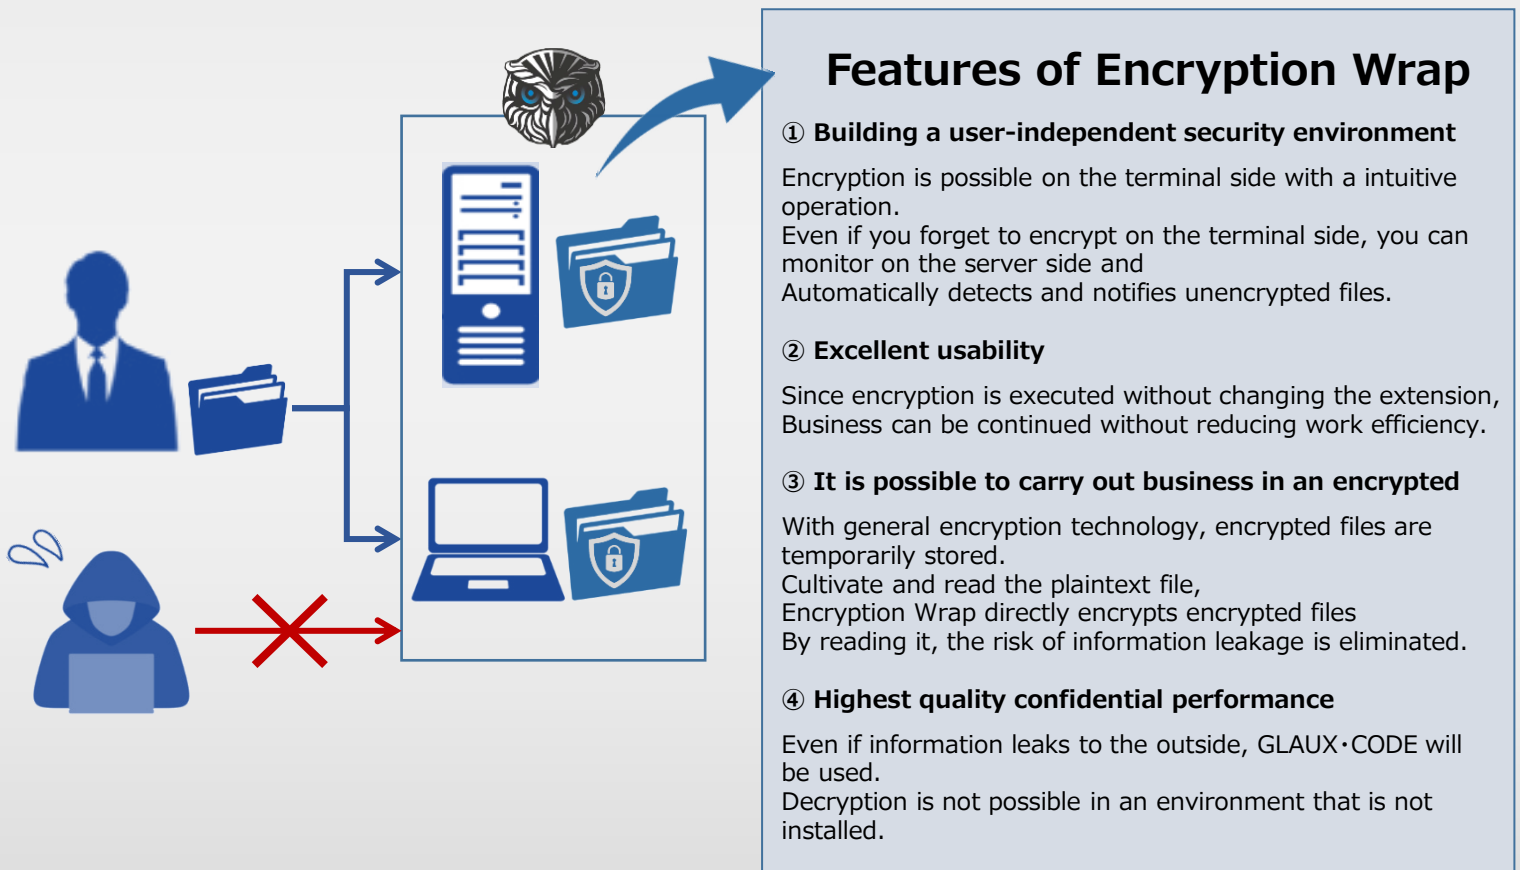 Features of Encryption Wrap
① Building a user-independent security environment
Encryption is possible on the terminal side with a intuitive
operation.
Even if you forget to encrypt on the terminal side, you can
monitor on the server side and
Automatically detects and notifies unencrypted files.
② Excellent usability
Since encryption is executed without changing the extension,
Business can be continued without reducing work efficiency.
③ It is possible to carry out business in an encrypted
With general encryption technology, encrypted files are
temporarily stored.
Cultivate and read the plaintext file,
Encryption Wrap directly encrypts encrypted files
By reading it, the risk of information leakage is eliminated.
④ Highest quality confidential performance
Even if information leaks to the outside, GLAUX・CODE will
be used.
Decryption is not possible in an environment that is not
installed.